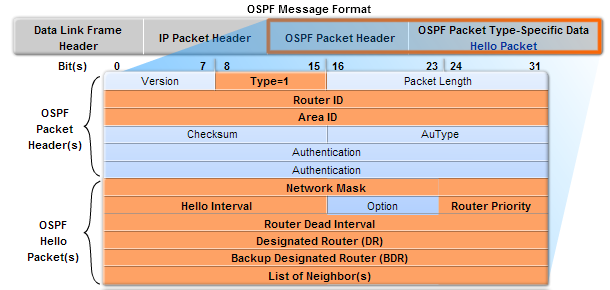 OSPF Message Format
Data Link Frame Header
IP Packet Header
OSPF Packet Header
OSPF Packet Type-Specific Data
Hello Packet
Bit(s) 0 7 8 15 16 23 24 31
OSPF Packet Header(s)
Version Type=1 Packet Length
Router ID
Area ID
Checksum AuType
Authentication
Authentication
OSPF Hello Packet(s)
Network Mask
Hello Interval Option Router Priority
Router Dead Interval
Designated Router (DR)
Backup Designated Router (BDR)
List of Neighbor(s)